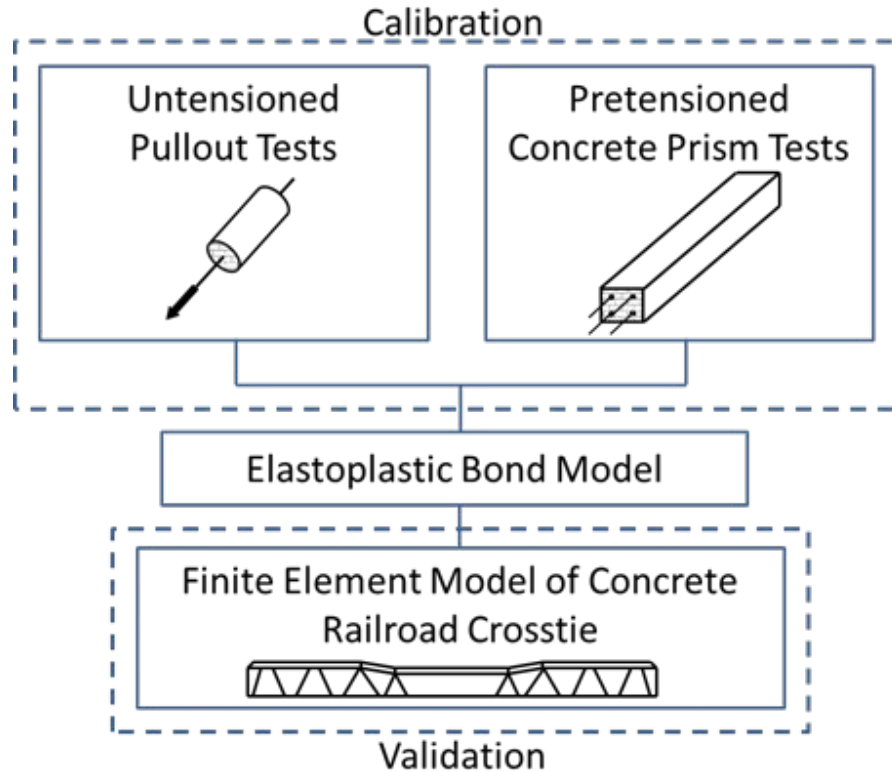 Calibration
Untensioned
Pullout Tests
Pretensioned
Concrete Prism Tests
Elastoplastic Bond Model
Finite Element Model of Concrete
Railroad Crosstie
Validation